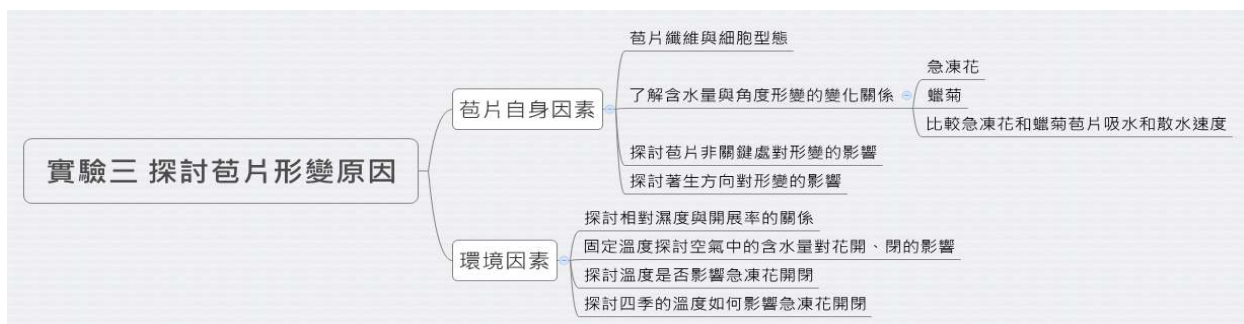 實驗三 探討苞片形變原因
苞片自身因素
苞片纖維與細胞型態
了解含水量與角度形變的變化關係
急凍花
蠟菊
比較急凍花和蠟菊苞片吸水和散水速度
探討苞片非關鍵處對形變的影響
探討著生方向對形變的影響
環境因素
探討相對濕度與開展率的關係
固定溫度探討空氣中的含水量對花開、閉的影響
探討溫度是否影響急凍花開閉
探討四季的溫度如何影響急凍花開閉